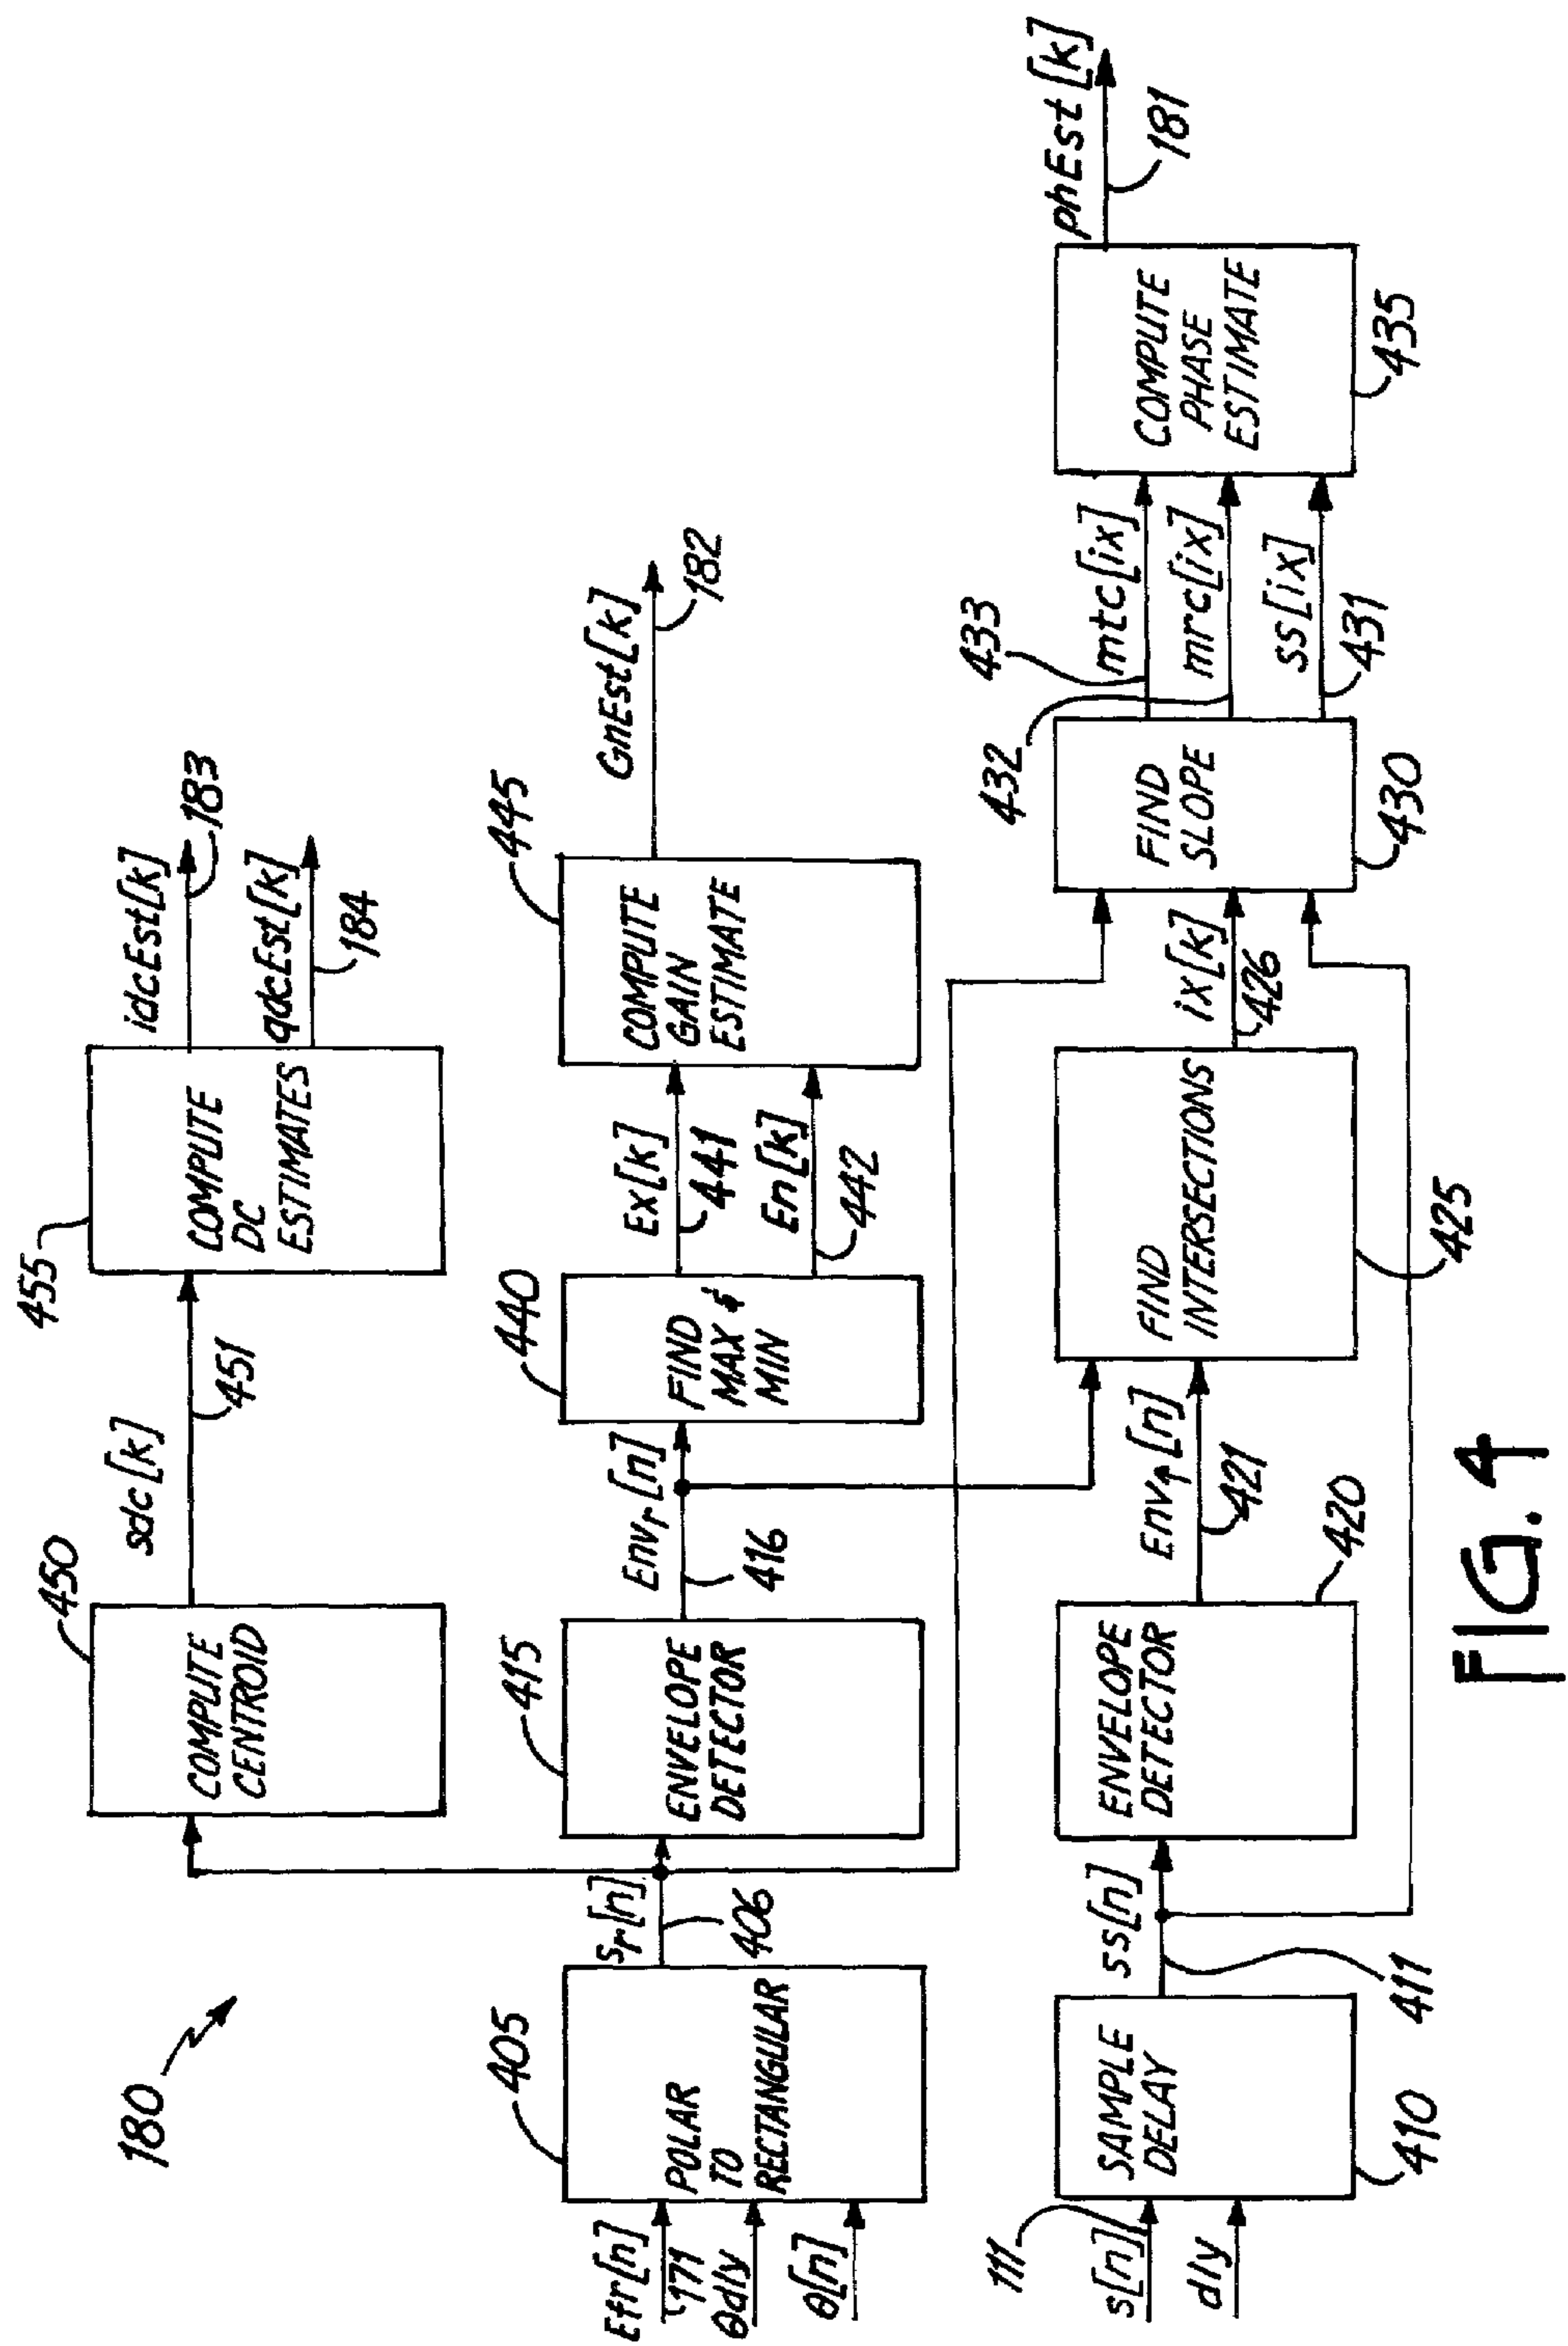 180
455
COMPUTE
DC
ESTIMATES
idcEst[k]
183
qdcEst[k]
184
450
COMPUTE
CENTROID
sdc[k]
451
Efr[n]
171
θdly
θ[n]
405
POLAR
TO
RECTANGULAR
sr[n]
406
415
ENVELOPE
DETECTOR
Envr[n]
416
440
FIND
MAX &
MIN
Ex[k]
441
En[k]
442
445
COMPUTE
GAIN
ESTIMATE
GnEst[k]
182
111
s[n]
dly
SAMPLE
DELAY
410
ss[n]
411
ENVELOPE
DETECTOR
420
421
FIND
INTERSECTIONS
425
ix[k]
426
FIND
SLOPE
430
433
mtc[ix]
432
mrc[ix]
ss[ix]
431
COMPUTE
PHASE
ESTIMATE
435
phEst[k]
181
FIG. 4